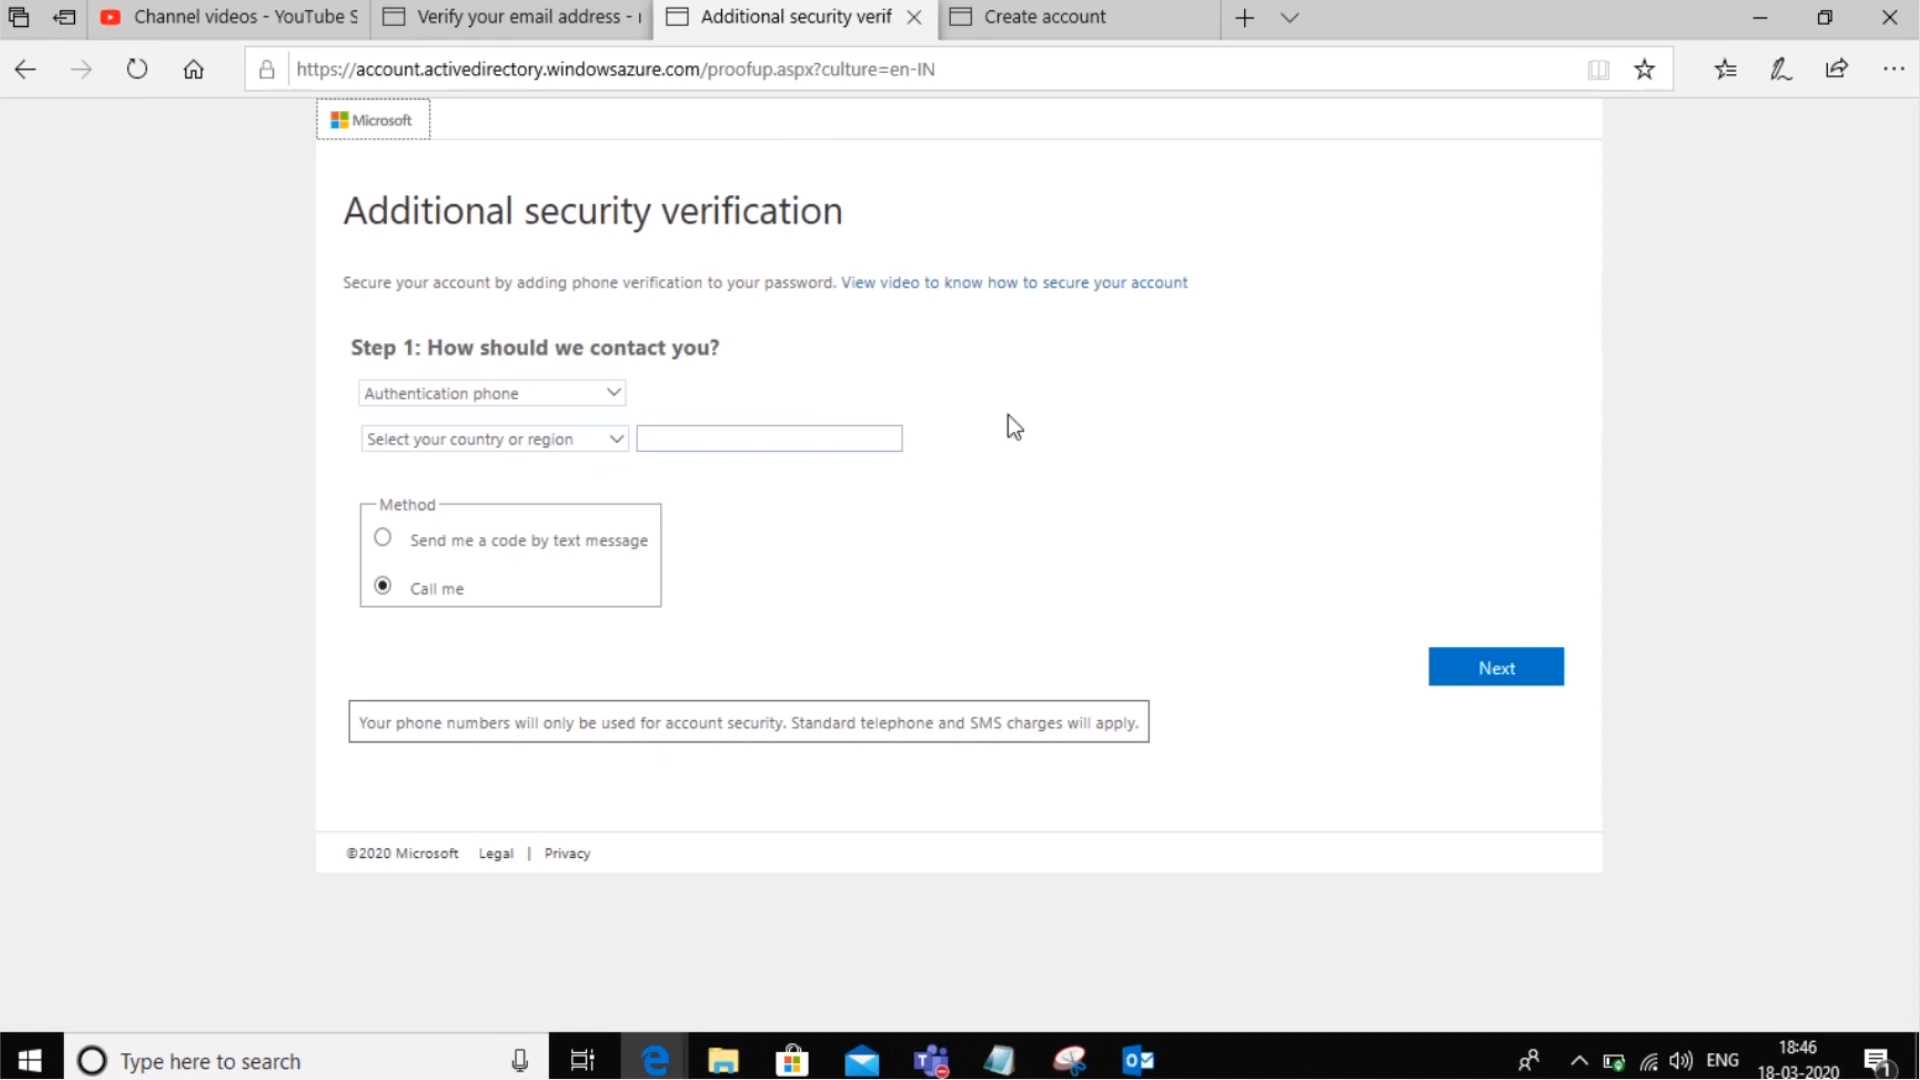 Channel videos - YouTube S
Verify your email address -
Additional security verif
Create account
https://account.activedirectory.windowsazure.com/proofup.aspx?culture=en-IN
Microsoft
Additional security verification
Secure your account by adding phone verification to your password. View video to know how to secure your account
Step 1: How should we contact you?
Authentication phone
Select your country or region
Method
Send me a code by text message
Call me
Next
Your phone numbers will only be used for account security. Standard telephone and SMS charges will apply.
©2020 Microsoft Legal | Privacy
Type here to search
ENG
18:46
18-03-2020
1